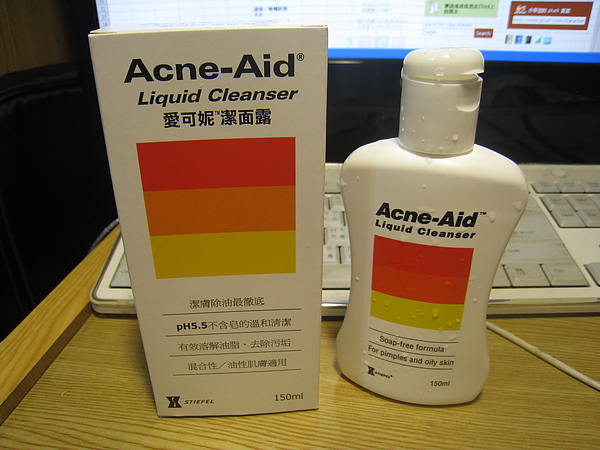 Acne-Aid®
Liquid Cleanser
愛可妮™潔面露
潔膚除油最徹底
pH5.5不含皂的溫和清潔
有效溶解油脂、去除污垢
混合性／油性肌膚適用
STIEFEL
150ml
Acne-Aid™
Liquid Cleanser
Soap-free formula
For pimples and oily skin
STIEFEL®
150ml
Search